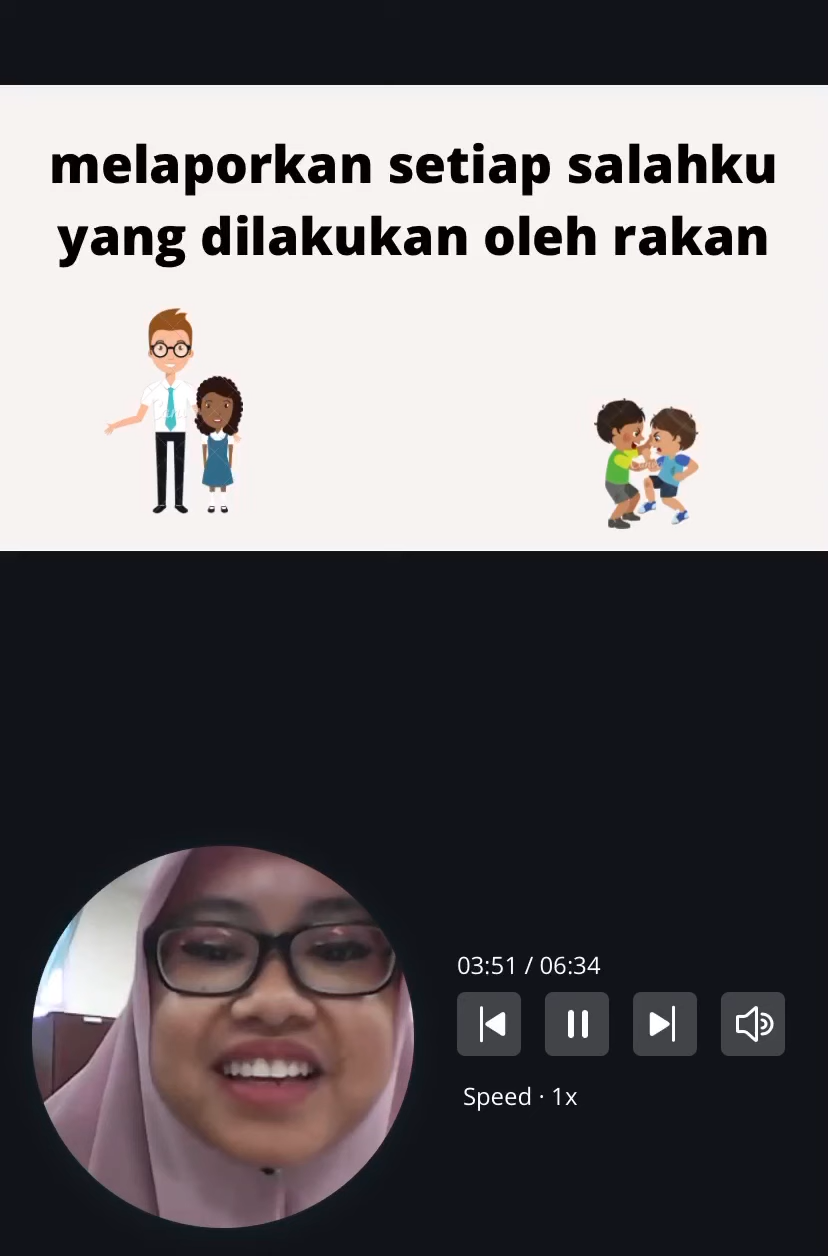 melaporkan setiap salahku
yang dilakukan oleh rakan
03:51 / 06:34
Speed · 1x